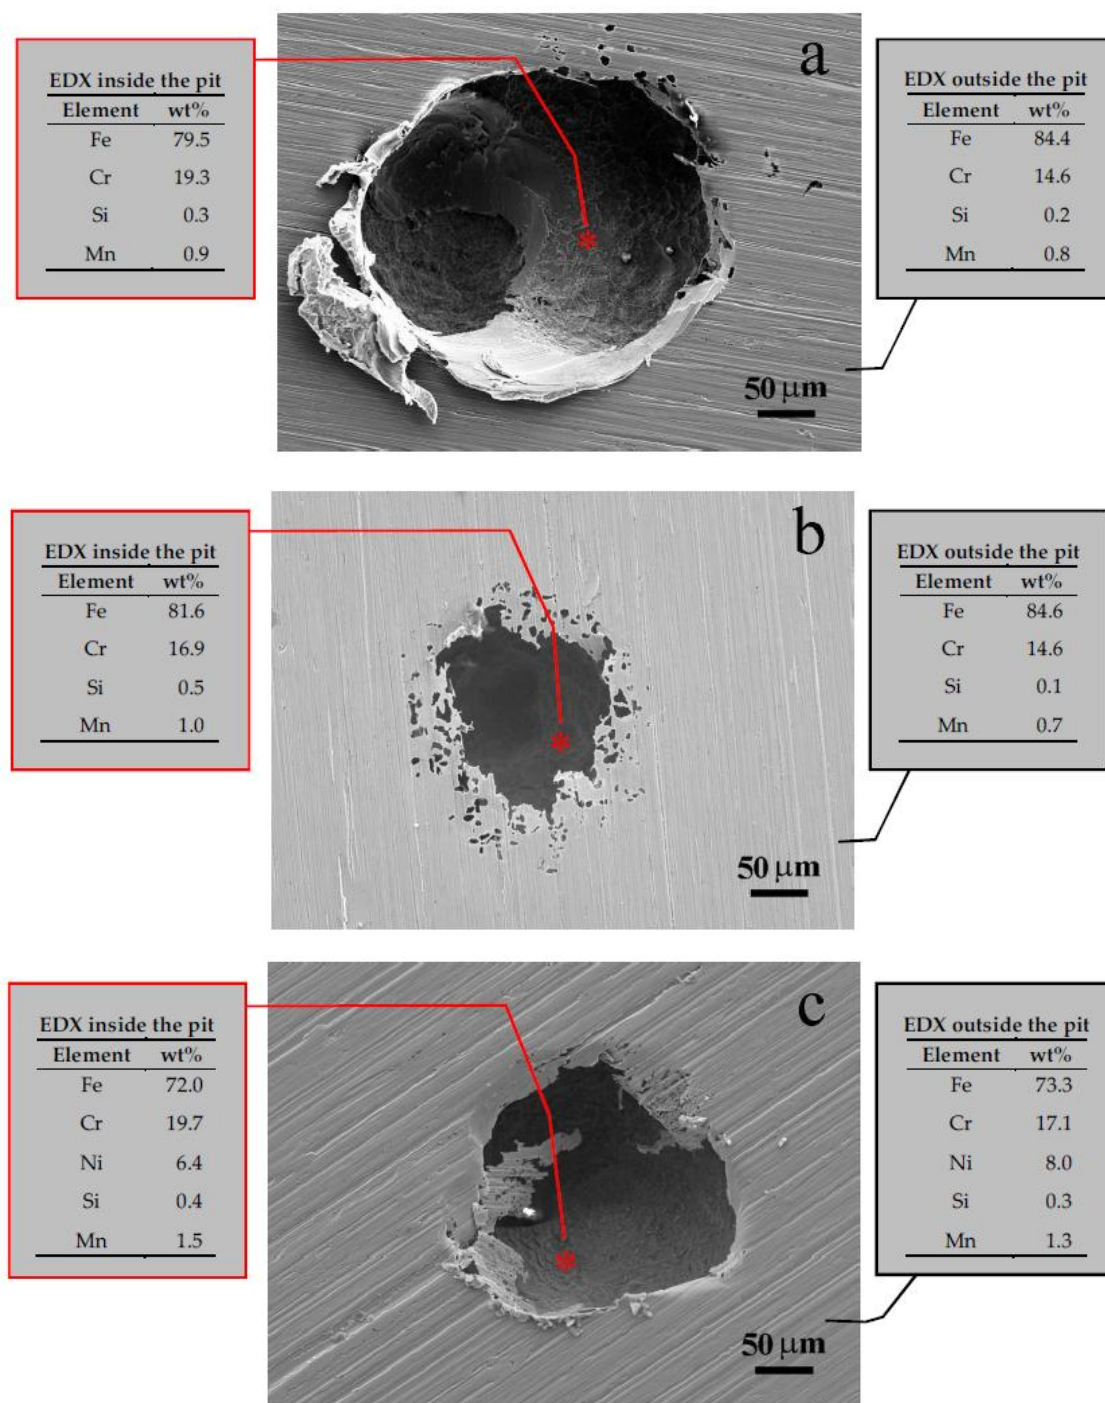 a
EDX inside the pit
Element wt%
Fe 79.5
Cr 19.3
Si 0.3
Mn 0.9
EDX outside the pit
Element wt%
Fe 84.4
Cr 14.6
Si 0.2
Mn 0.8
50 μm
b
EDX inside the pit
Element wt%
Fe 81.6
Cr 16.9
Si 0.5
Mn 1.0
EDX outside the pit
Element wt%
Fe 84.6
Cr 14.6
Si 0.1
Mn 0.7
50 μm
c
EDX inside the pit
Element wt%
Fe 72.0
Cr 19.7
Ni 6.4
Si 0.4
Mn 1.5
EDX outside the pit
Element wt%
Fe 73.3
Cr 17.1
Ni 8.0
Si 0.3
Mn 1.3
50 μm